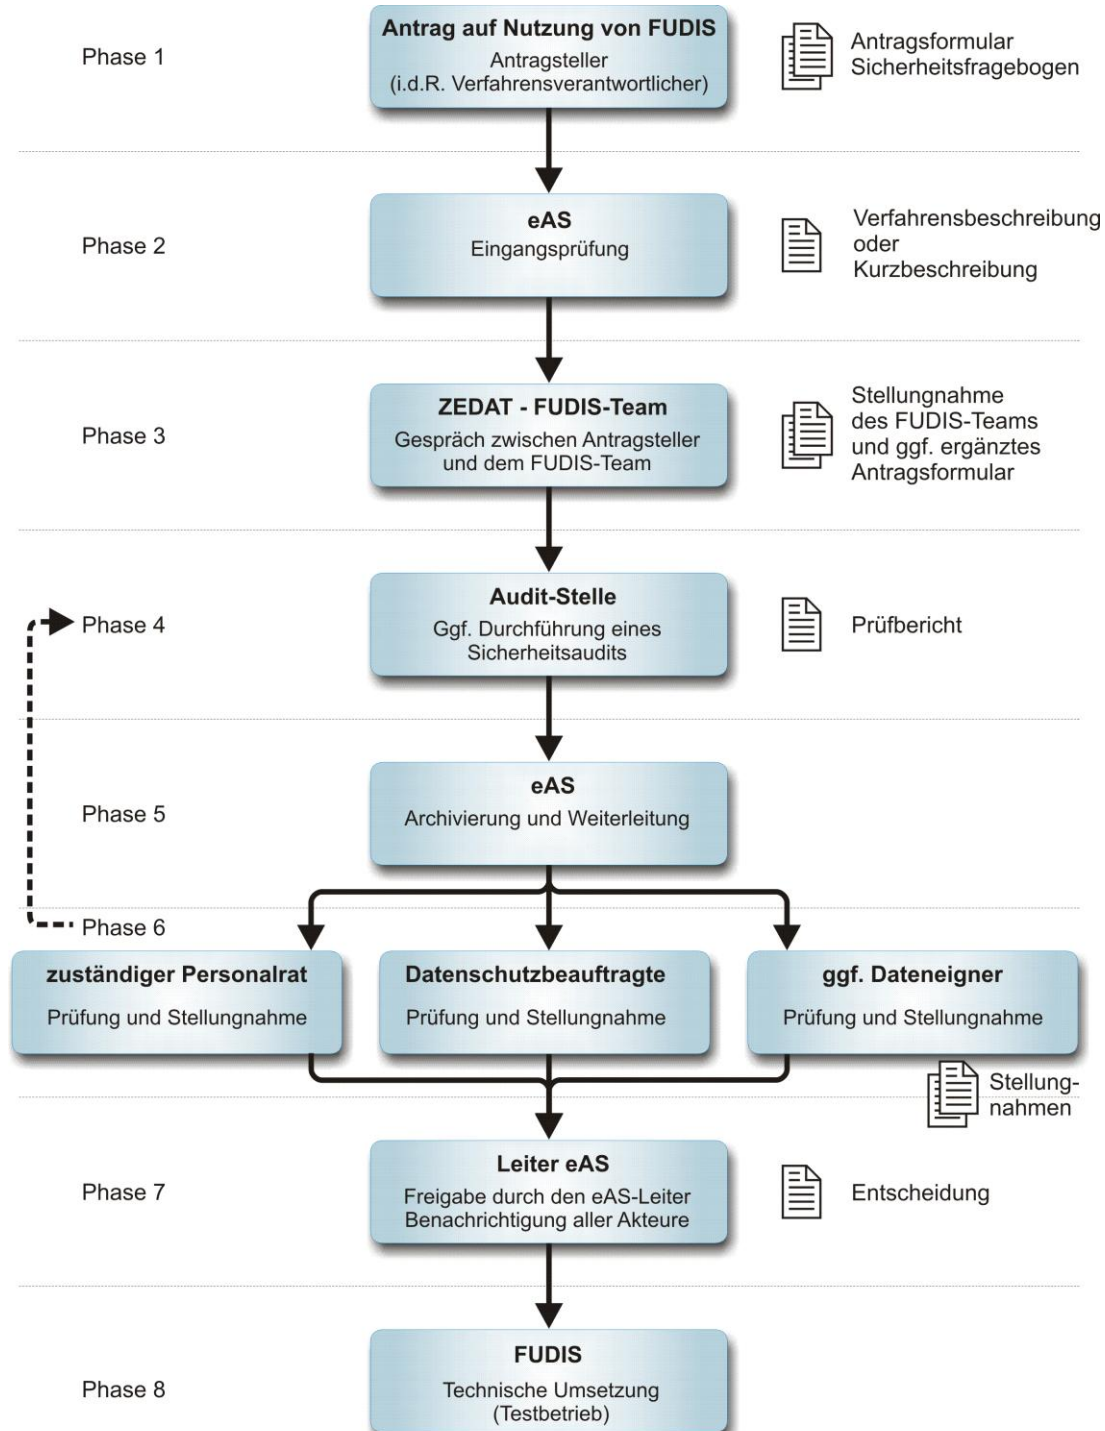 Phase 1
Antrag auf Nutzung von FUDIS
Antragsteller
(i.d.R. Verfahrensverantwortlicher)
Antragsformular
Sicherheitsfragebogen
Phase 2
eAS
Eingangsprüfung
Verfahrensbeschreibung
oder
Kurzbeschreibung
Phase 3
ZEDAT - FUDIS-Team
Gespräch zwischen Antragsteller
und dem FUDIS-Team
Stellungnahme
des FUDIS-Teams
und ggf. ergänztes
Antragsformular
Phase 4
Audit-Stelle
Ggf. Durchführung eines
Sicherheitsaudits
Prüfbericht
Phase 5
eAS
Archivierung und Weiterleitung
Phase 6
zuständiger Personalrat
Prüfung und Stellungnahme
Datenschutzbeauftragte
Prüfung und Stellungnahme
ggf. Dateneigner
Prüfung und Stellungnahme
Stellung-
nahmen
Phase 7
Leiter eAS
Freigabe durch den eAS-Leiter
Benachrichtigung aller Akteure
Entscheidung
Phase 8
FUDIS
Technische Umsetzung
(Testbetrieb)